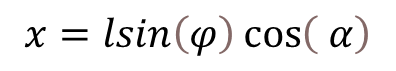 x = lsin(φ) cos( α)